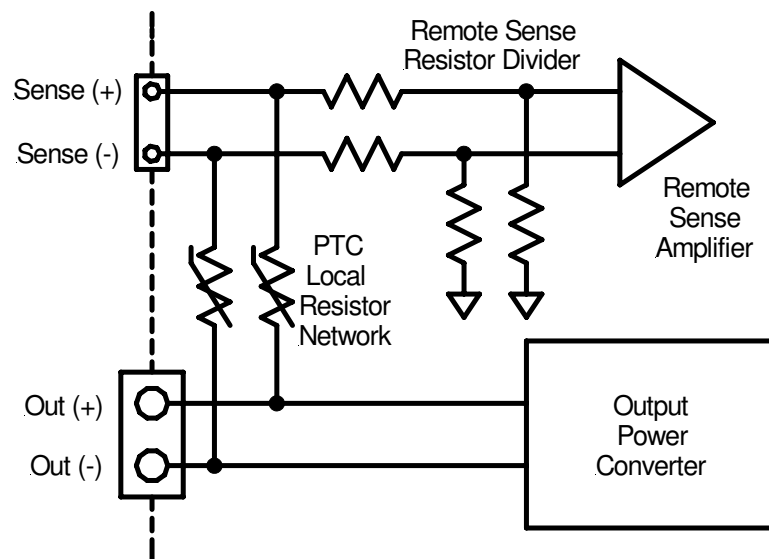 Remote Sense
Resistor Divider
Sense (+)
Sense (-)
Remote
Sense
Amplifier
PTC
Local
Resistor
Network
Out (+)
Out (-)
Output
Power
Converter